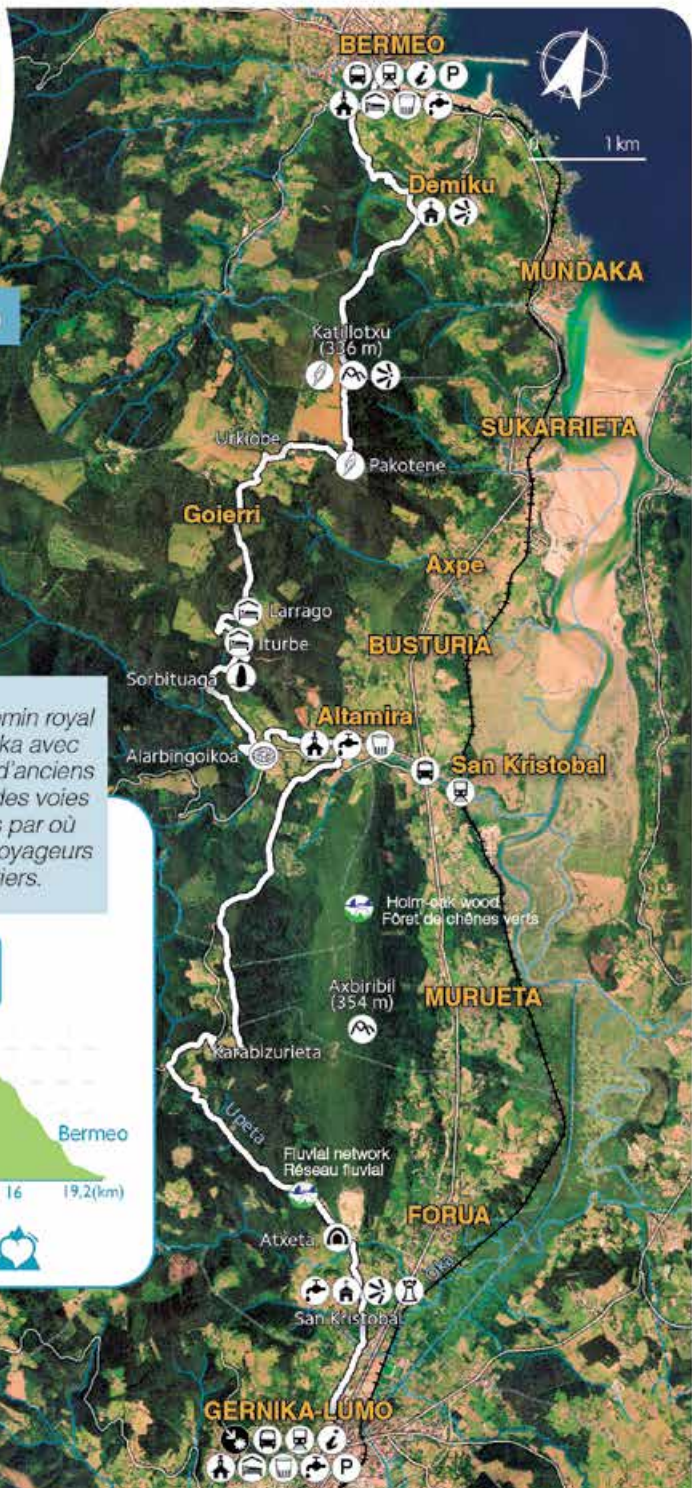 BERMEO
P
0 1 km
Demiku
MUNDAKA
Katillotxu
(336 m)
SUKARRIETA
Urkiobe
Pakotene
Goierri
Axpe
Larrago
Iturbe
BUSTURIA
Sorbituaga
Altamira
Alarbingoikoa
San Kristobal
min royal
ka avec
d'anciens
des voies
s par où
oyageurs
iers.
Holm-oak wood
Fôret de chênes verts
Axbiribil
(354 m)
MURUETA
Karabizurieta
Upeta
Bermeo
16 19,2(km)
Fluvial network
Réseau fluvial
FORUA
Atxeta
San Kristobal
GERNIKA-LUMO
i
P